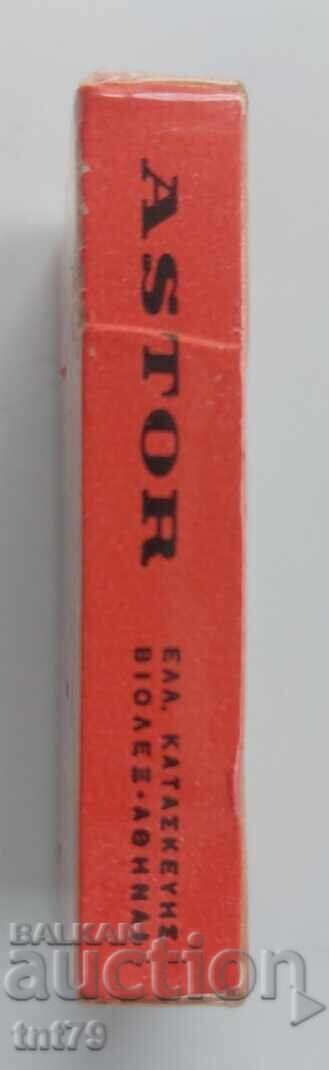 ASTOR
ΕΛΛ. ΚΑΤΑΣΚΕΥΗΣ
ΒΙΟΛΕΞ·ΑΘΗΝΑΙ
BALKAN
auction
tnt79